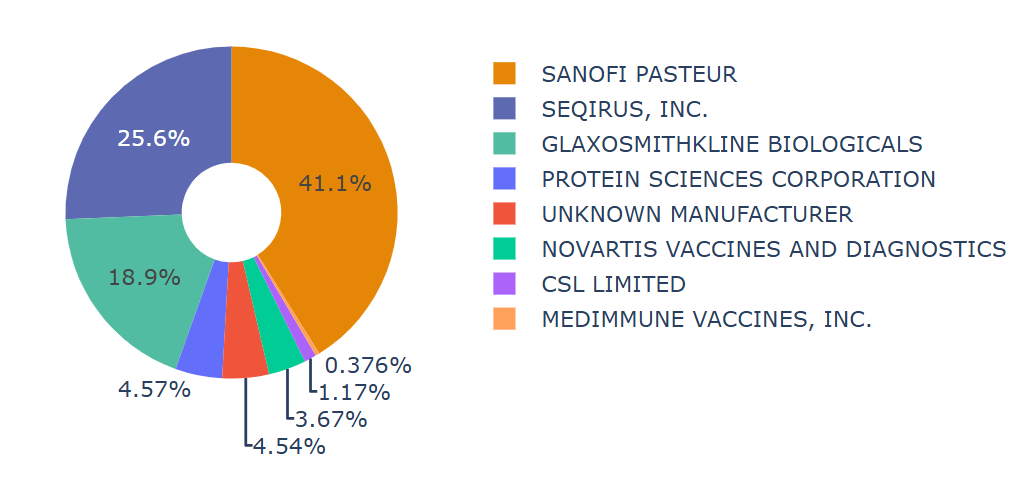 25.6%
41.1%
18.9%
4.57%
0.376%
1.17%
3.67%
4.54%
SANOFI PASTEUR
SEQIRUS, INC.
GLAXOSMITHKLINE BIOLOGICALS
PROTEIN SCIENCES CORPORATION
UNKNOWN MANUFACTURER
NOVARTIS VACCINES AND DIAGNOSTICS
CSL LIMITED
MEDIMMUNE VACCINES, INC.